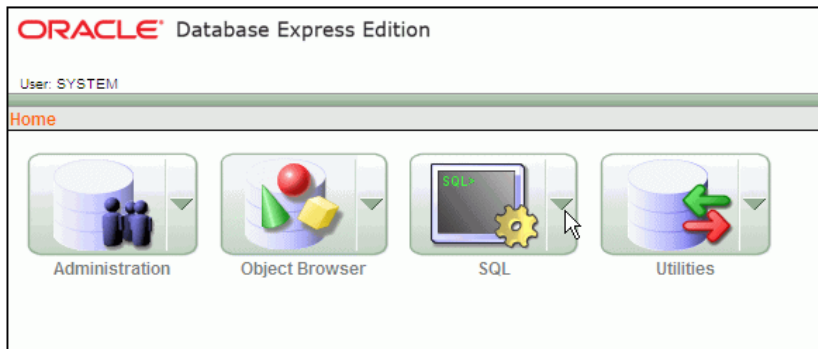 ORACLE® Database Express Edition
User: SYSTEM
Home
SQL>
Administration Object Browser SQL Utilities